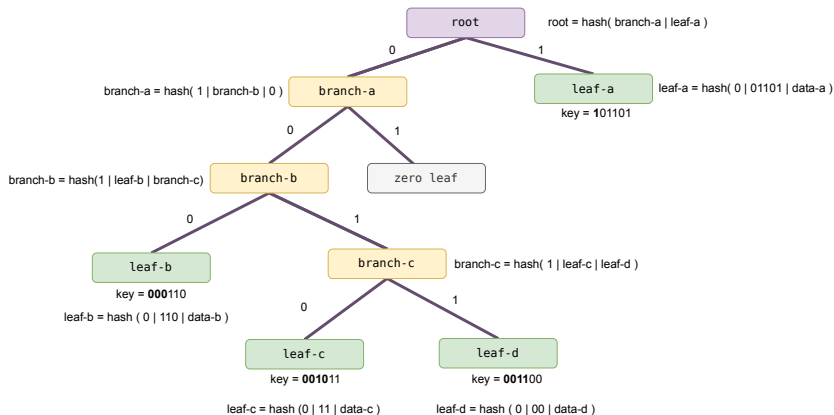 root
root = hash( branch-a | leaf-a )
0
1
branch-a = hash( 1 | branch-b | 0 )
branch-a
leaf-a
leaf-a = hash( 0 | 01101 | data-a )
key = 101101
0
1
branch-b = hash(1 | leaf-b | branch-c)
branch-b
zero leaf
0
1
leaf-b
branch-c
branch-c = hash( 1 | leaf-c | leaf-d )
key = 000110
leaf-b = hash ( 0 | 110 | data-b )
0
1
leaf-c
leaf-d
key = 001011
key = 001100
leaf-c = hash (0 | 11 | data-c )
leaf-d = hash ( 0 | 00 | data-d )